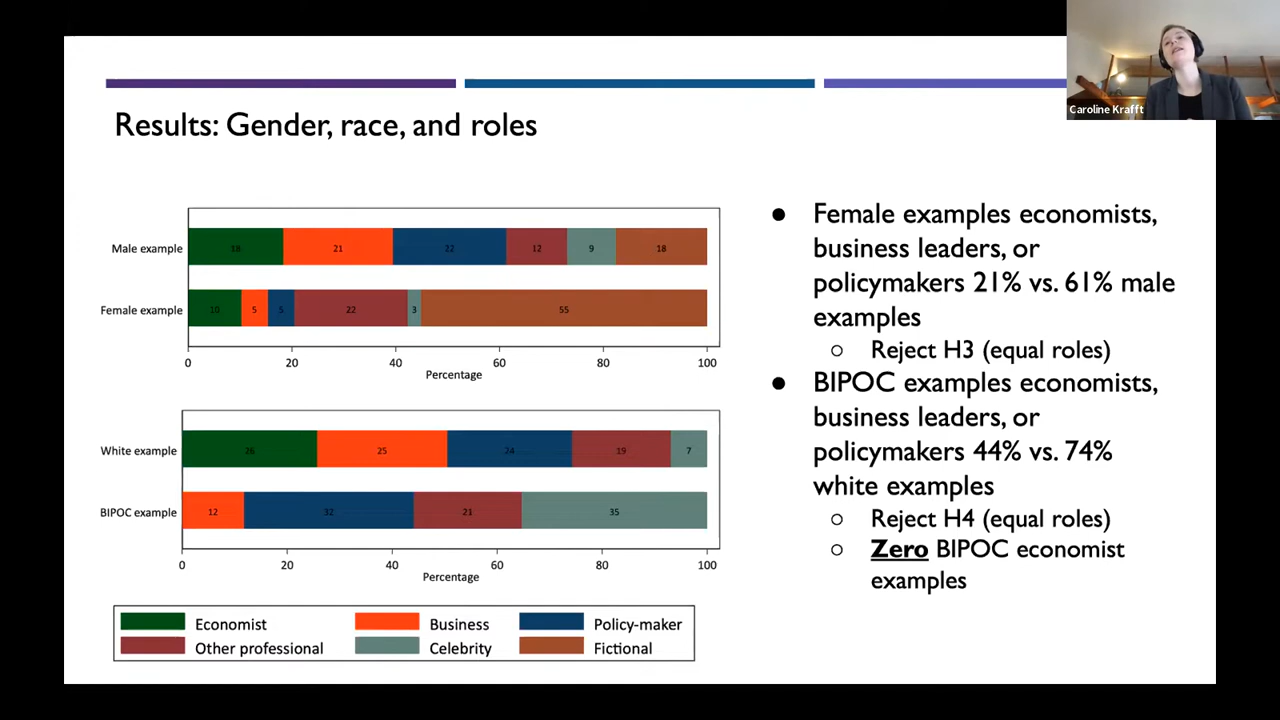 Caroline Krafft
Results: Gender, race, and roles
Male example 18 21 22 12 9 18
Female example 10 5 5 22 3 55
0 20 40 60 80 100
Percentage
White example 26 25 24 19 7
BIPOC example 12 32 21 35
0 20 40 60 80 100
Percentage
Economist Business Policy-maker
Other professional Celebrity Fictional
● Female examples economists,
business leaders, or
policymakers 21% vs. 61% male
examples
○ Reject H3 (equal roles)
● BIPOC examples economists,
business leaders, or
policymakers 44% vs. 74%
white examples
○ Reject H4 (equal roles)
○ Zero BIPOC economist
examples